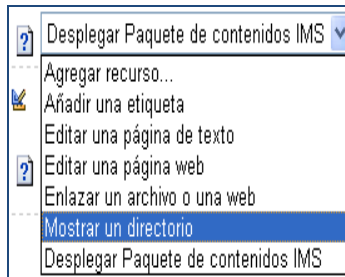 Desplegar Paquete de contenidos IMS
Agregar recurso...
Añadir una etiqueta
Editar una página de texto
Editar una página web
Enlazar un archivo o una web
Mostrar un directorio
Desplegar Paquete de contenidos IMS